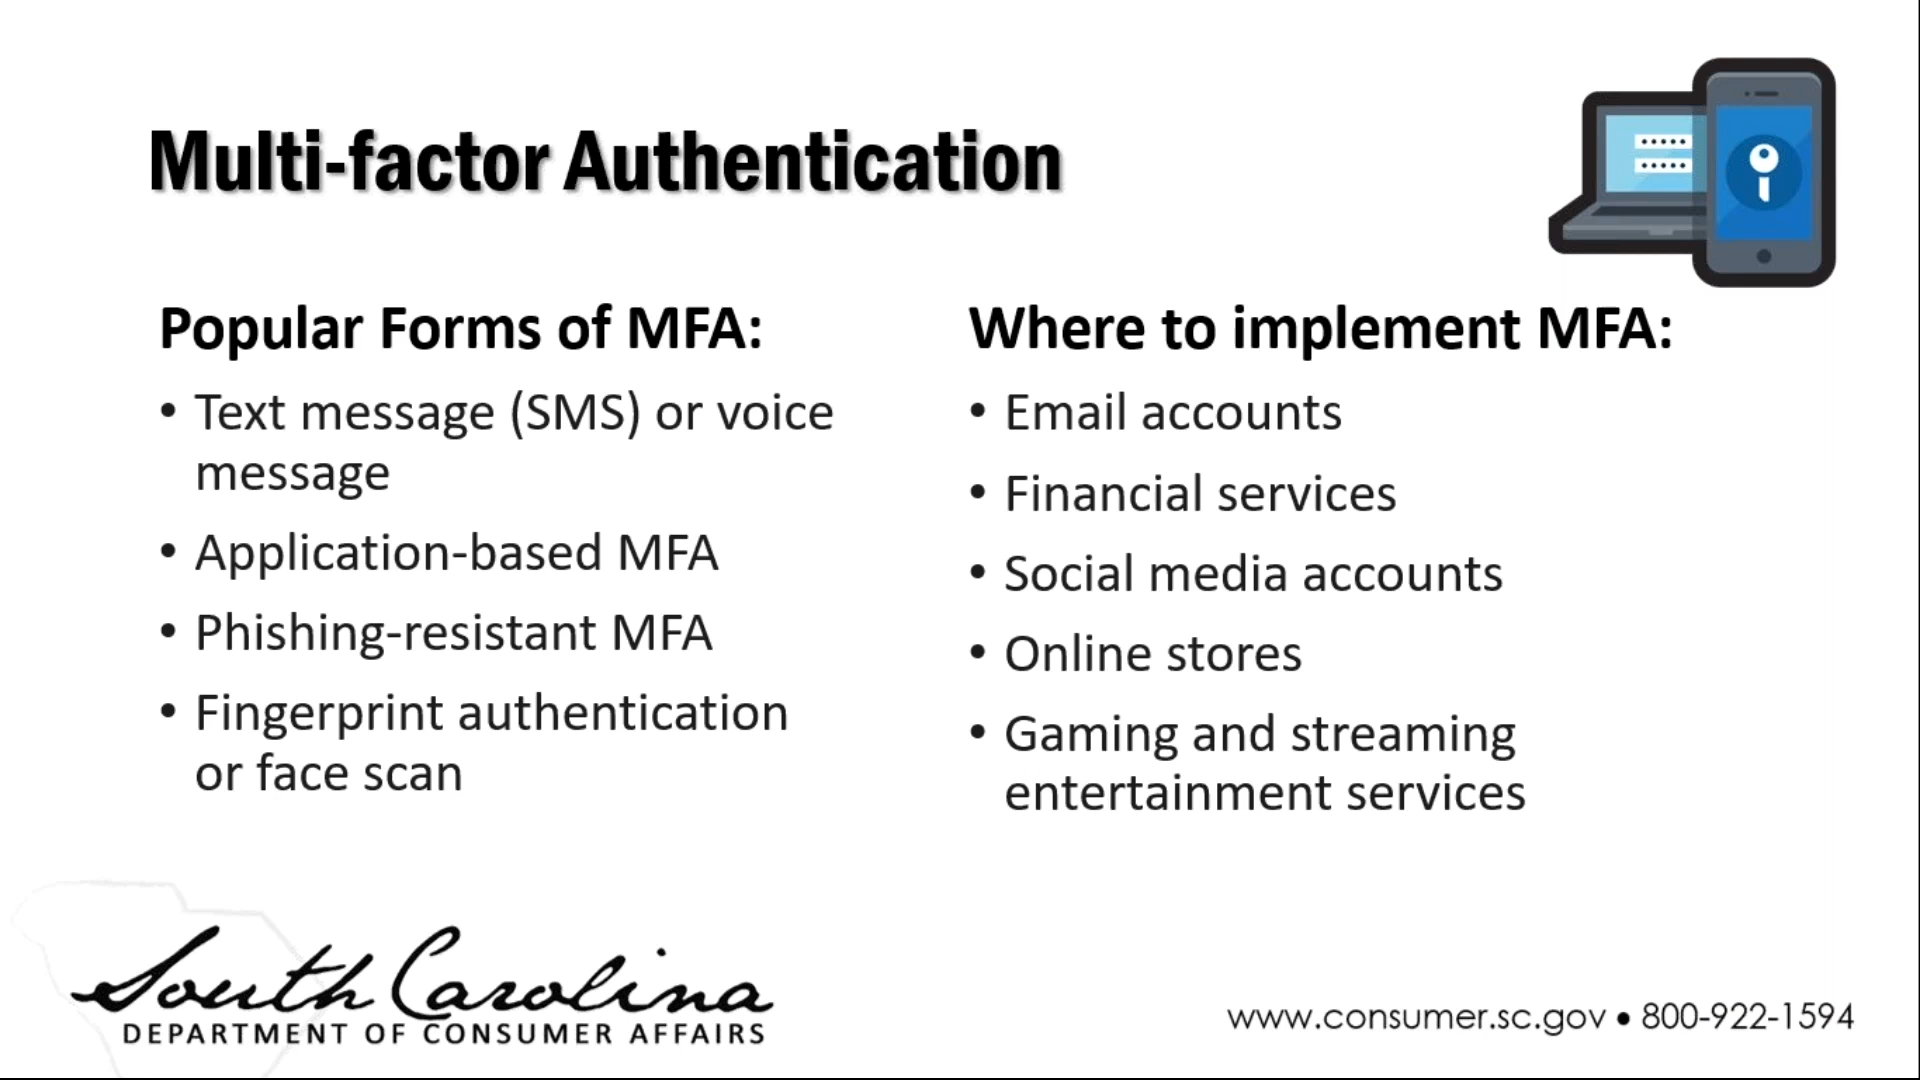 Multi-factor Authentication
Popular Forms of MFA:
• Text message (SMS) or voice
message
• Application-based MFA
• Phishing-resistant MFA
• Fingerprint authentication
or face scan
Where to implement MFA:
• Email accounts
• Financial services
• Social media accounts
• Online stores
• Gaming and streaming
entertainment services
South Carolina
DEPARTMENT OF CONSUMER AFFAIRS
www.consumer.sc.gov • 800-922-1594